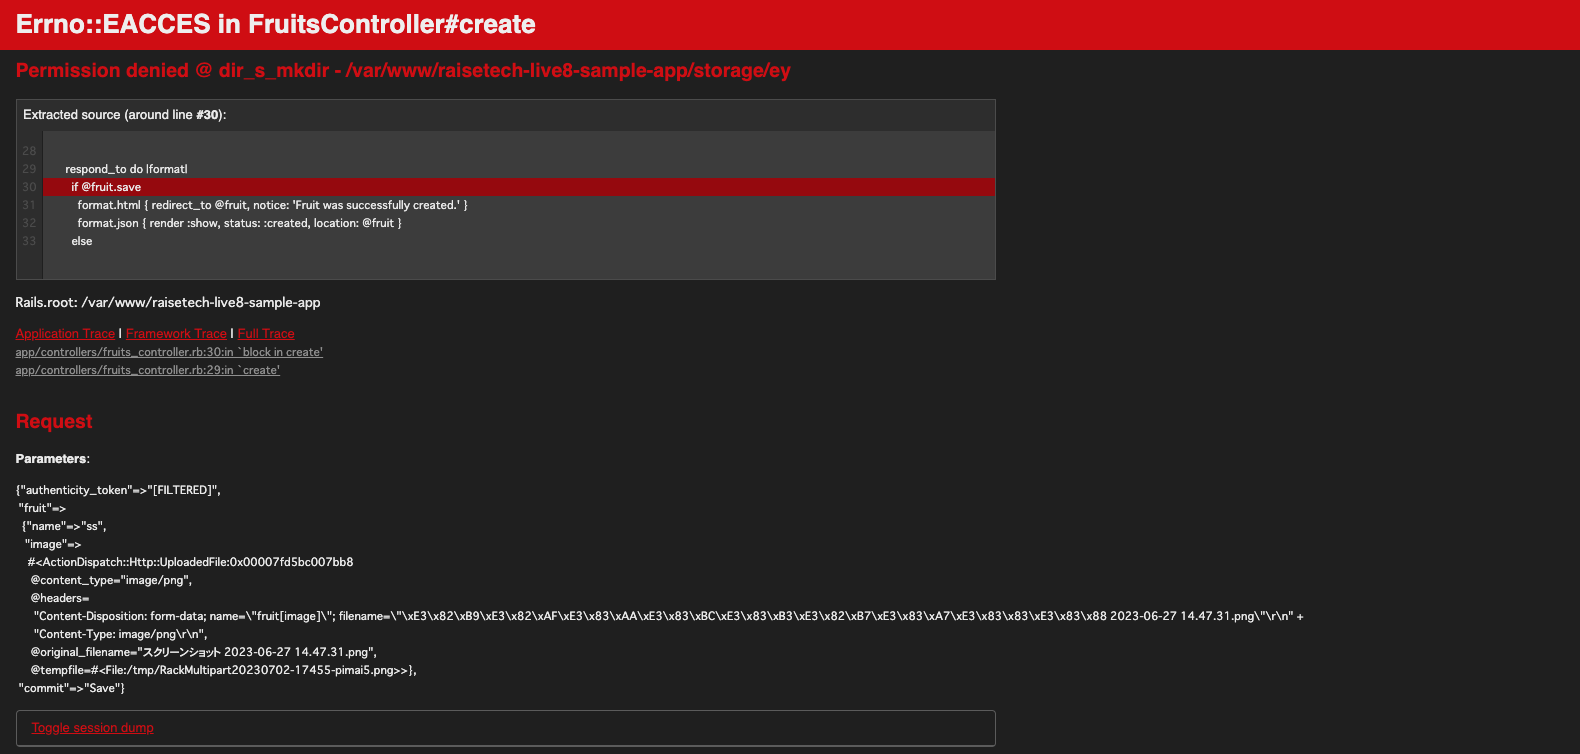 Errno::EACCES in FruitsController#create
Permission denied @ dir_s_mkdir - /var/www/raisetech-live8-sample-app/storage/ey
Extracted source (around line #30):
28
29 respond_to do |format|
30 if @fruit.save
31 format.html { redirect_to @fruit, notice: 'Fruit was successfully created.' }
32 format.json { render :show, status: :created, location: @fruit }
33 else
Rails.root: /var/www/raisetech-live8-sample-app
Application Trace | Framework Trace | Full Trace
app/controllers/fruits_controller.rb:30:in `block in create'
app/controllers/fruits_controller.rb:29:in `create'
Request
Parameters:
{"authenticity_token"=>"[FILTERED]",
"fruit"=>
{"name"=>"ss",
"image"=>
#<ActionDispatch::Http::UploadedFile:0x00007fd5bc007bb8
@content_type="image/png",
@headers=
"Content-Disposition: form-data; name=\"fruit[image]\"; filename=\"\xE3\x82\xB9\xE3\x82\xAF\xE3\x83\xAA\xE3\x83\xBC\xE3\x83\xB3\xE3\x82\xB7\xE3\x83\xA7\xE3\x83\x83\xE3\x83\x88 2023-06-27 14.47.31.png\"\r\n" +
"Content-Type: image/png\r\n",
@original_filename="スクリーンショット 2023-06-27 14.47.31.png",
@tempfile=#<File:/tmp/RackMultipart20230702-17455-pimai5.png>>},
"commit"=>"Save"}
Toggle session dump